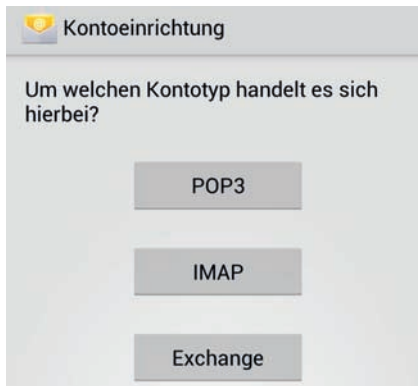 Kontoeinrichtung
Um welchen Kontotyp handelt es sich
hierbei?
POP3
IMAP
Exchange